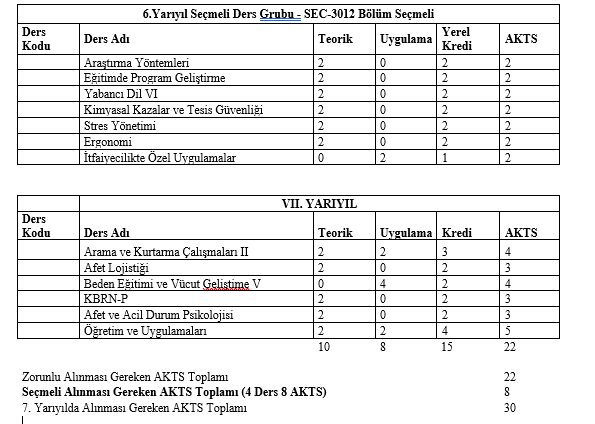 6.Yarıyıl Seçmeli Ders Grubu - SEC-3012 Bölüm Seçmeli
Ders Kodu Ders Adı Teorik Uygulama Yerel Kredi AKTS
Araştırma Yöntemleri 2 0 2 2
Eğitimde Program Geliştirme 2 0 2 2
Yabancı Dil VI 2 0 2 2
Kimyasal Kazalar ve Tesis Güvenliği 2 0 2 2
Stres Yönetimi 2 0 2 2
Ergonomi 2 0 2 2
İtfaiyecilikte Özel Uygulamalar 0 2 1 2
VII. YARIYIL
Ders Kodu Ders Adı Teorik Uygulama Kredi AKTS
Arama ve Kurtarma Çalışmaları II 2 2 3 4
Afet Lojistiği 2 0 2 3
Beden Eğitimi ve Vücut Geliştime V 0 4 2 4
KBRN-P 2 0 2 3
Afet ve Acil Durum Psikolojisi 2 0 2 3
Öğretim ve Uygulamaları 2 2 4 5
10 8 15 22
Zorunlu Alınması Gereken AKTS Toplamı 22
Seçmeli Alınması Gereken AKTS Toplamı (4 Ders 8 AKTS) 8
7. Yarıyılda Alınması Gereken AKTS Toplamı 30